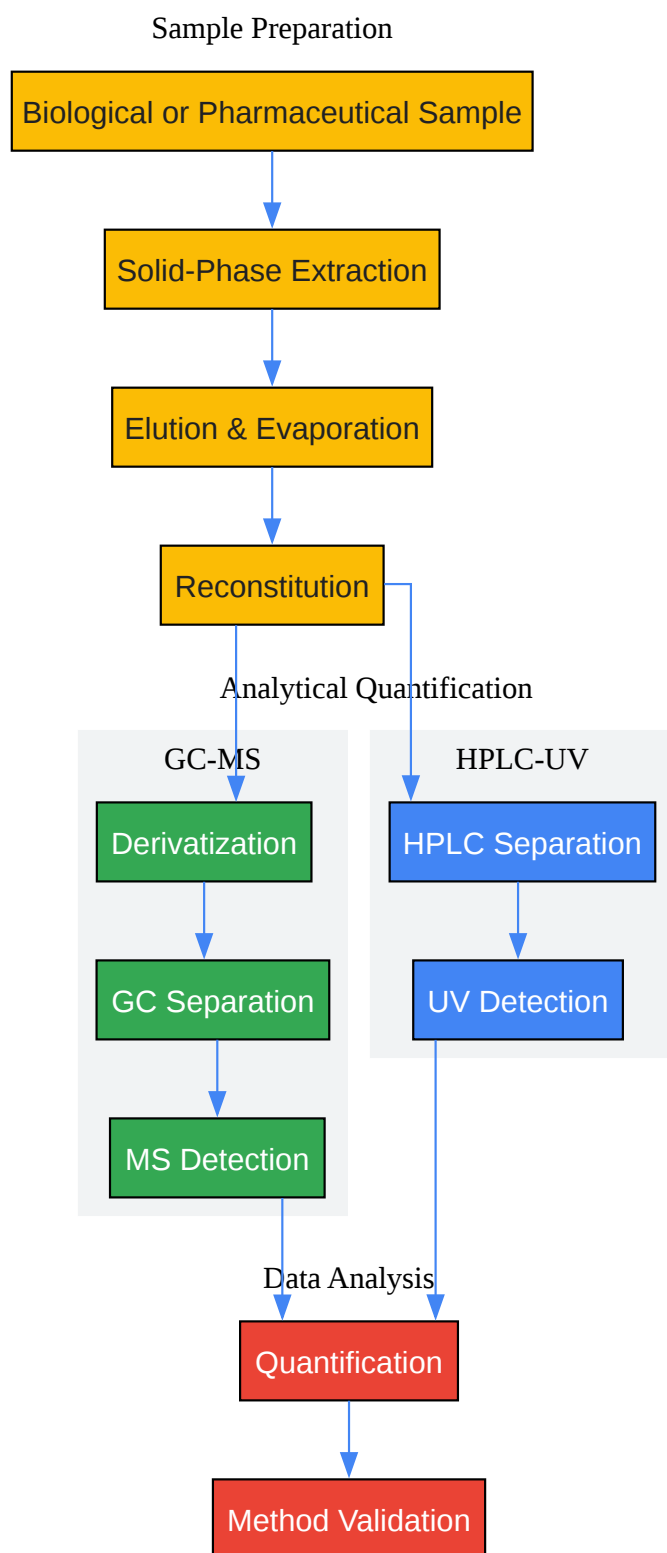 Sample Preparation
Biological or Pharmaceutical Sample
Solid-Phase Extraction
Elution & Evaporation
Reconstitution
Analytical Quantification
GC-MS
Derivatization
GC Separation
MS Detection
HPLC-UV
HPLC Separation
UV Detection
Data Analysis
Quantification
Method Validation